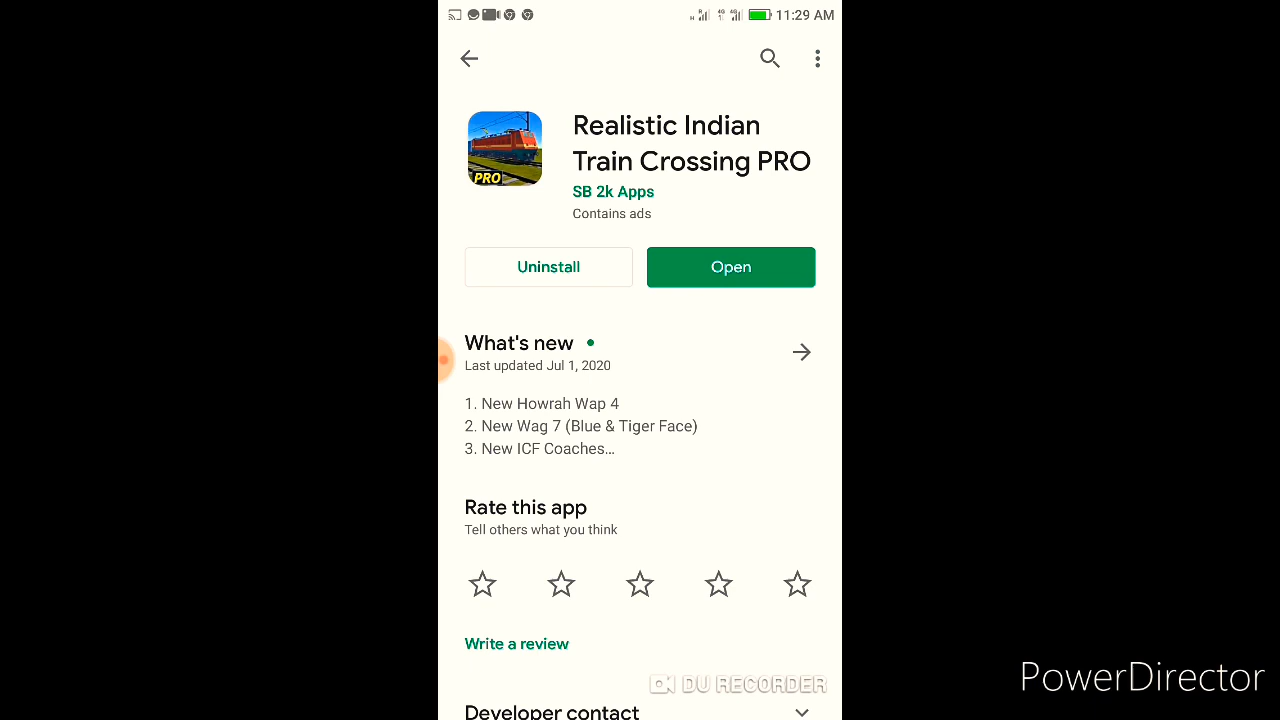 11:29 AM
Realistic Indian
Train Crossing PRO
PRO
SB 2k Apps
Contains ads
Uninstall
Open
What's new
Last updated Jul 1, 2020
1. New Howrah Wap 4
2. New Wag 7 (Blue & Tiger Face)
3. New ICF Coaches…
Rate this app
Tell others what you think
Write a review
DU RECORDER
PowerDirector
Developer contact